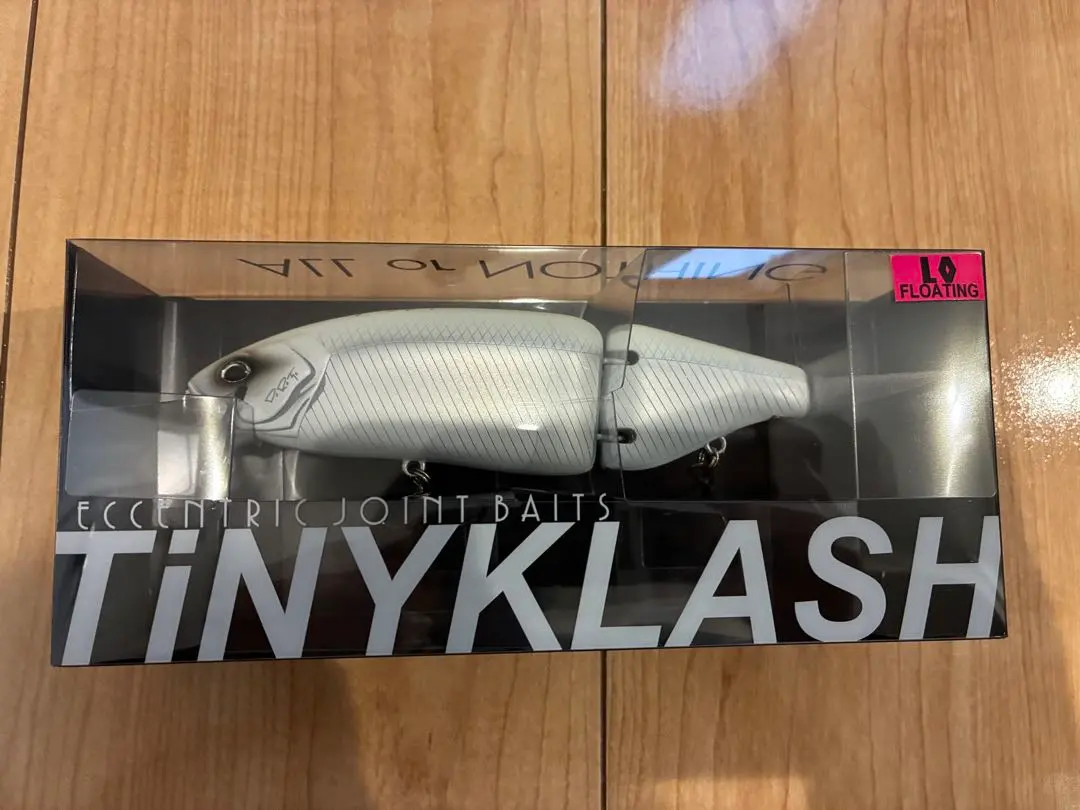 ALL or NOTHING
LO
FLOATING
D.R.T.
ECCENTRIC JOINT BAITS
TiNYKLASH